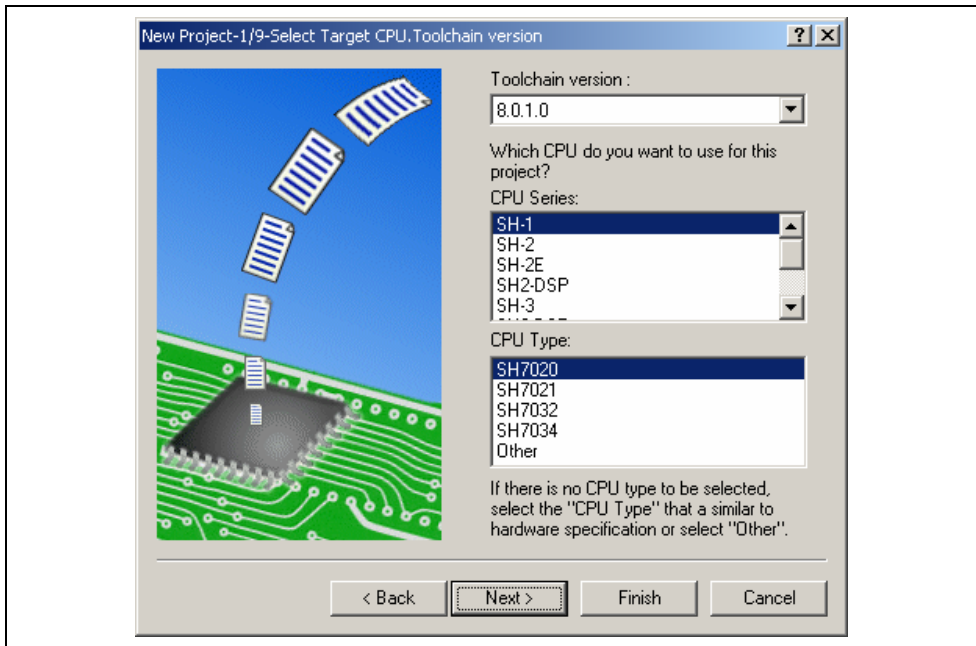 New Project-1/9-Select Target CPU.Toolchain version
Toolchain version :
8.0.1.0
Which CPU do you want to use for this
project?
CPU Series:
SH-1
SH-2
SH-2E
SH2-DSP
SH-3
CPU Type:
SH7020
SH7021
SH7032
SH7034
Other
If there is no CPU type to be selected,
select the "CPU Type" that a similar to
hardware specification or select "Other".
< Back
Next >
Finish
Cancel